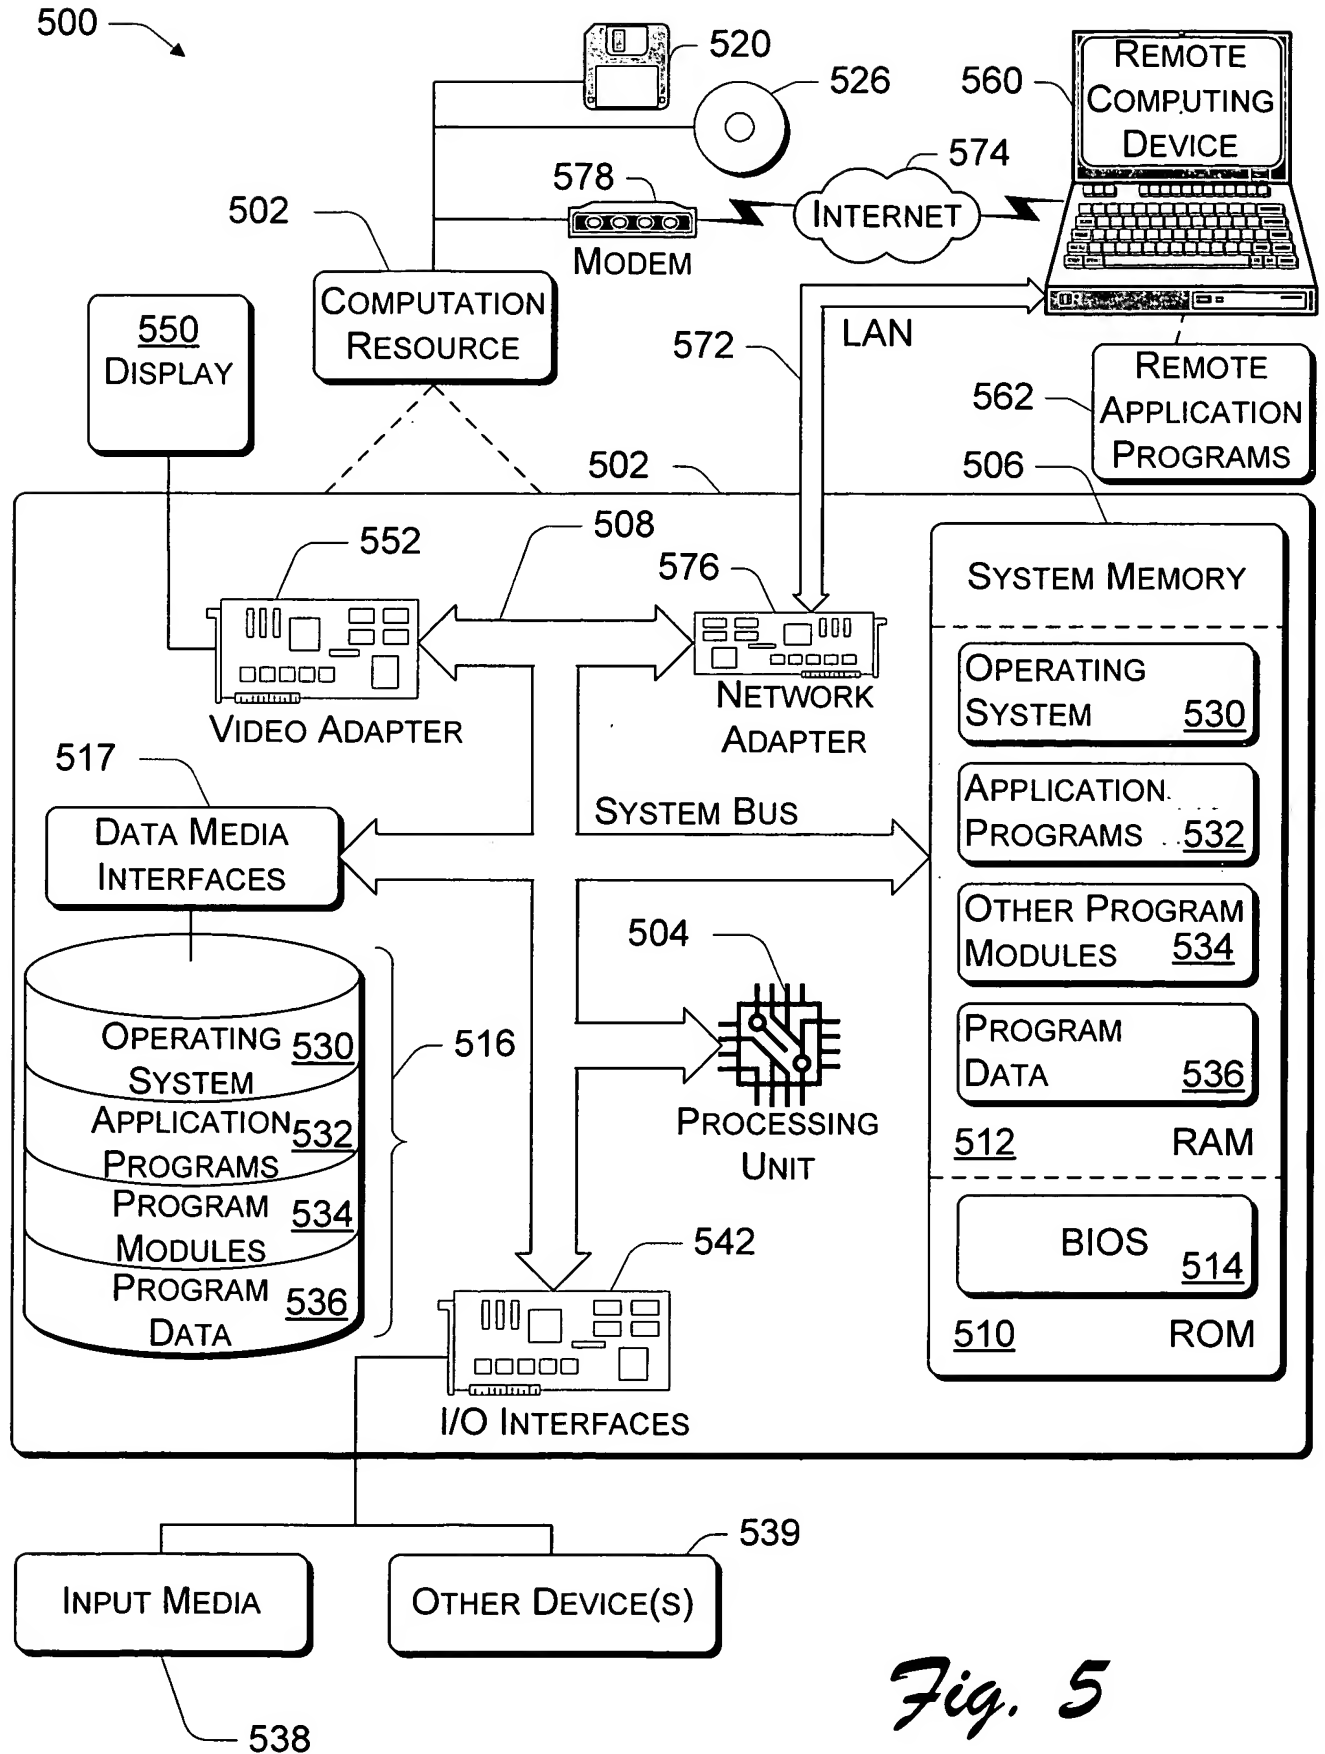 500
520
526
560
REMOTE
COMPUTING
DEVICE
574
578
INTERNET
MODEM
502
COMPUTATION
RESOURCE
550
DISPLAY
572
LAN
REMOTE
APPLICATION
PROGRAMS
562
502
506
508
552
576
SYSTEM MEMORY
VIDEO ADAPTER
NETWORK
ADAPTER
OPERATING
SYSTEM 530
517
DATA MEDIA
INTERFACES
SYSTEM BUS
APPLICATION
PROGRAMS 532
OTHER PROGRAM
MODULES 534
504
PROCESSING
UNIT
PROGRAM
DATA 536
512 RAM
OPERATING 530
SYSTEM
516
APPLICATION 532
PROGRAMS
PROGRAM 534
MODULES
PROGRAM 536
DATA
BIOS 514
510 ROM
542
I/O INTERFACES
539
INPUT MEDIA
OTHER DEVICE(S)
538
Fig. 5